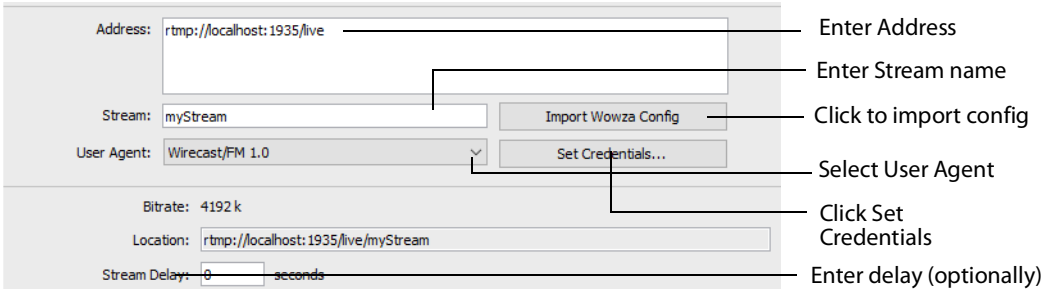 Address: rtmp://localhost:1935/live
Enter Address
Enter Stream name
Stream: myStream Import Wowza Config
Click to import config
User Agent: Wirecast/FM 1.0 Set Credentials...
Select User Agent
Bitrate: 4192 k
Click Set
Credentials
Location: rtmp://localhost:1935/live/myStream
Stream Delay: 0 seconds
Enter delay (optionally)